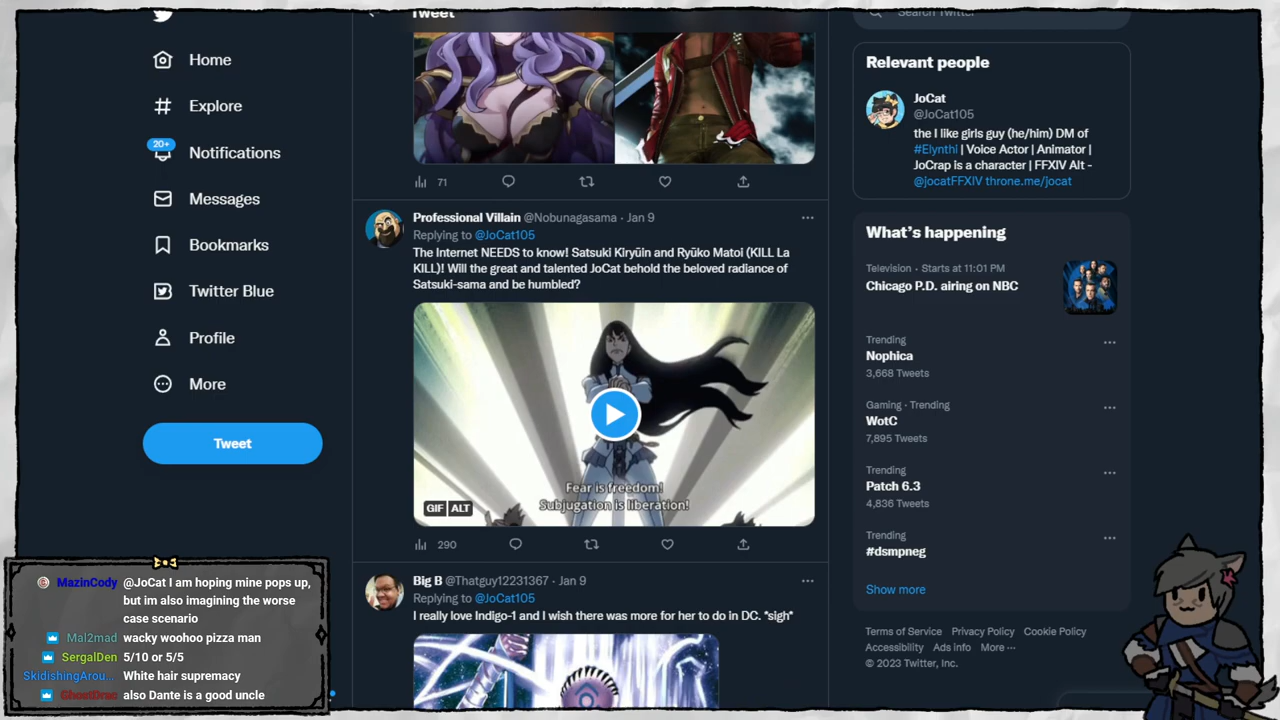 Home
Explore
20+
Notifications
Messages
Bookmarks
Twitter Blue
Profile
More
Tweet
Tweet
71
Professional Villain @Nobunagasama · Jan 9
Replying to @JoCat105
The Internet NEEDS to know! Satsuki Kiryūin and Ryūko Matoi (KILL La
KILL)! Will the great and talented JoCat behold the beloved radiance of
Satsuki-sama and be humbled?
Fear is freedom!
Subjugation is liberation!
GIF ALT
290
Big B @Thatguy12231367 · Jan 9
Replying to @JoCat105
I really love Indigo-1 and I wish there was more for her to do in DC. *sigh*
Search Twitter
Relevant people
JoCat
@JoCat105
the I like girls guy (he/him) DM of
#Elynthi | Voice Actor | Animator |
JoCrap is a character | FFXIV Alt -
@jocatFFXIV throne.me/jocat
What's happening
Television · Starts at 11:01 PM
Chicago P.D. airing on NBC
Trending
Nophica
3,668 Tweets
Gaming · Trending
WotC
7,895 Tweets
Trending
Patch 6.3
4,836 Tweets
Trending
#dsmpneg
Show more
Terms of Service Privacy Policy Cookie Policy
Accessibility Ads info More ···
© 2023 Twitter, Inc.
MazinCody @JoCat I am hoping mine pops up,
but im also imagining the worse
case scenario
Mal2mad wacky woohoo pizza man
SergalDen 5/10 or 5/5
SkidishingArou... White hair supremacy
GhostDrac also Dante is a good uncle